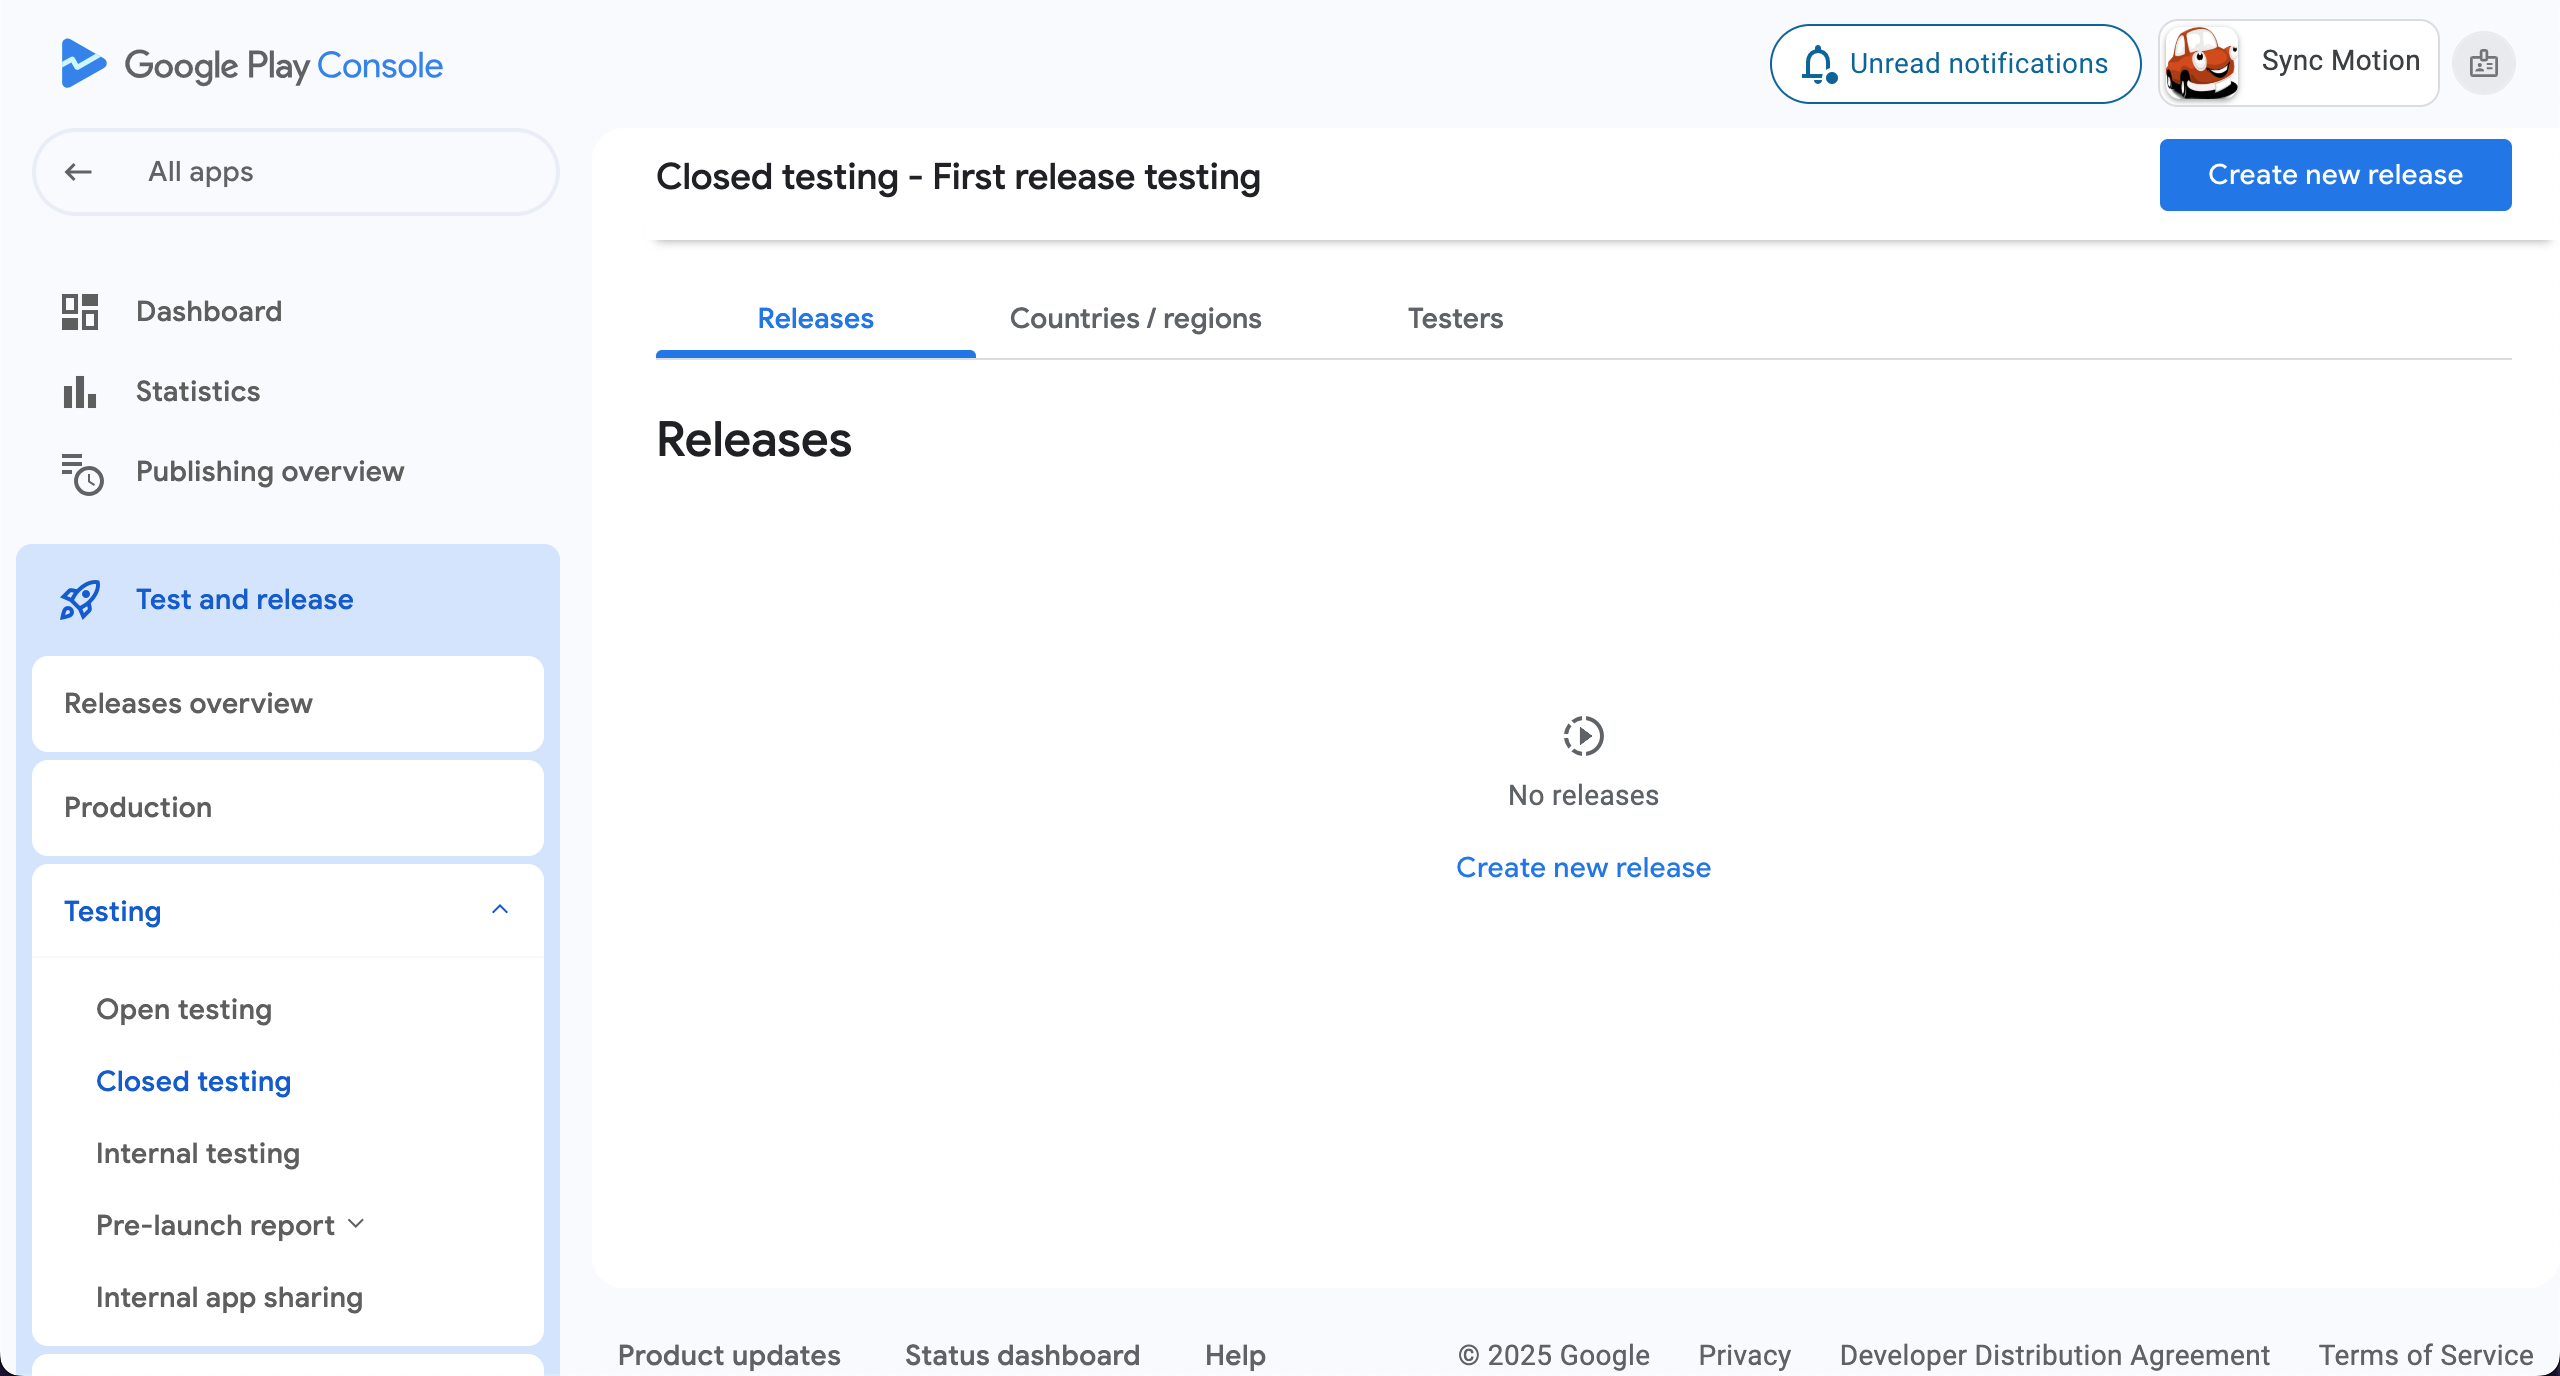 Google Play Console
Unread notifications
Sync Motion
All apps
Closed testing - First release testing
Create new release
Dashboard
Statistics
Publishing overview
Test and release
Releases overview
Production
Testing
Open testing
Closed testing
Internal testing
Pre-launch report
Internal app sharing
Releases
Countries / regions
Testers
Releases
No releases
Create new release
Product updates
Status dashboard
Help
© 2025 Google
Privacy
Developer Distribution Agreement
Terms of Service